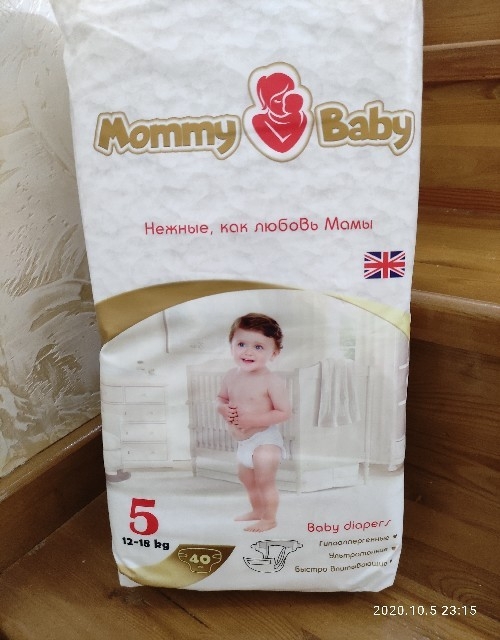 Mommy Baby
Нежные, как любовь Мамы
5
12-18 kg
40
Baby diapers
Гипоаллергенные
Ультратонкие
Быстро Впитывающие
2020.10.5 23:15